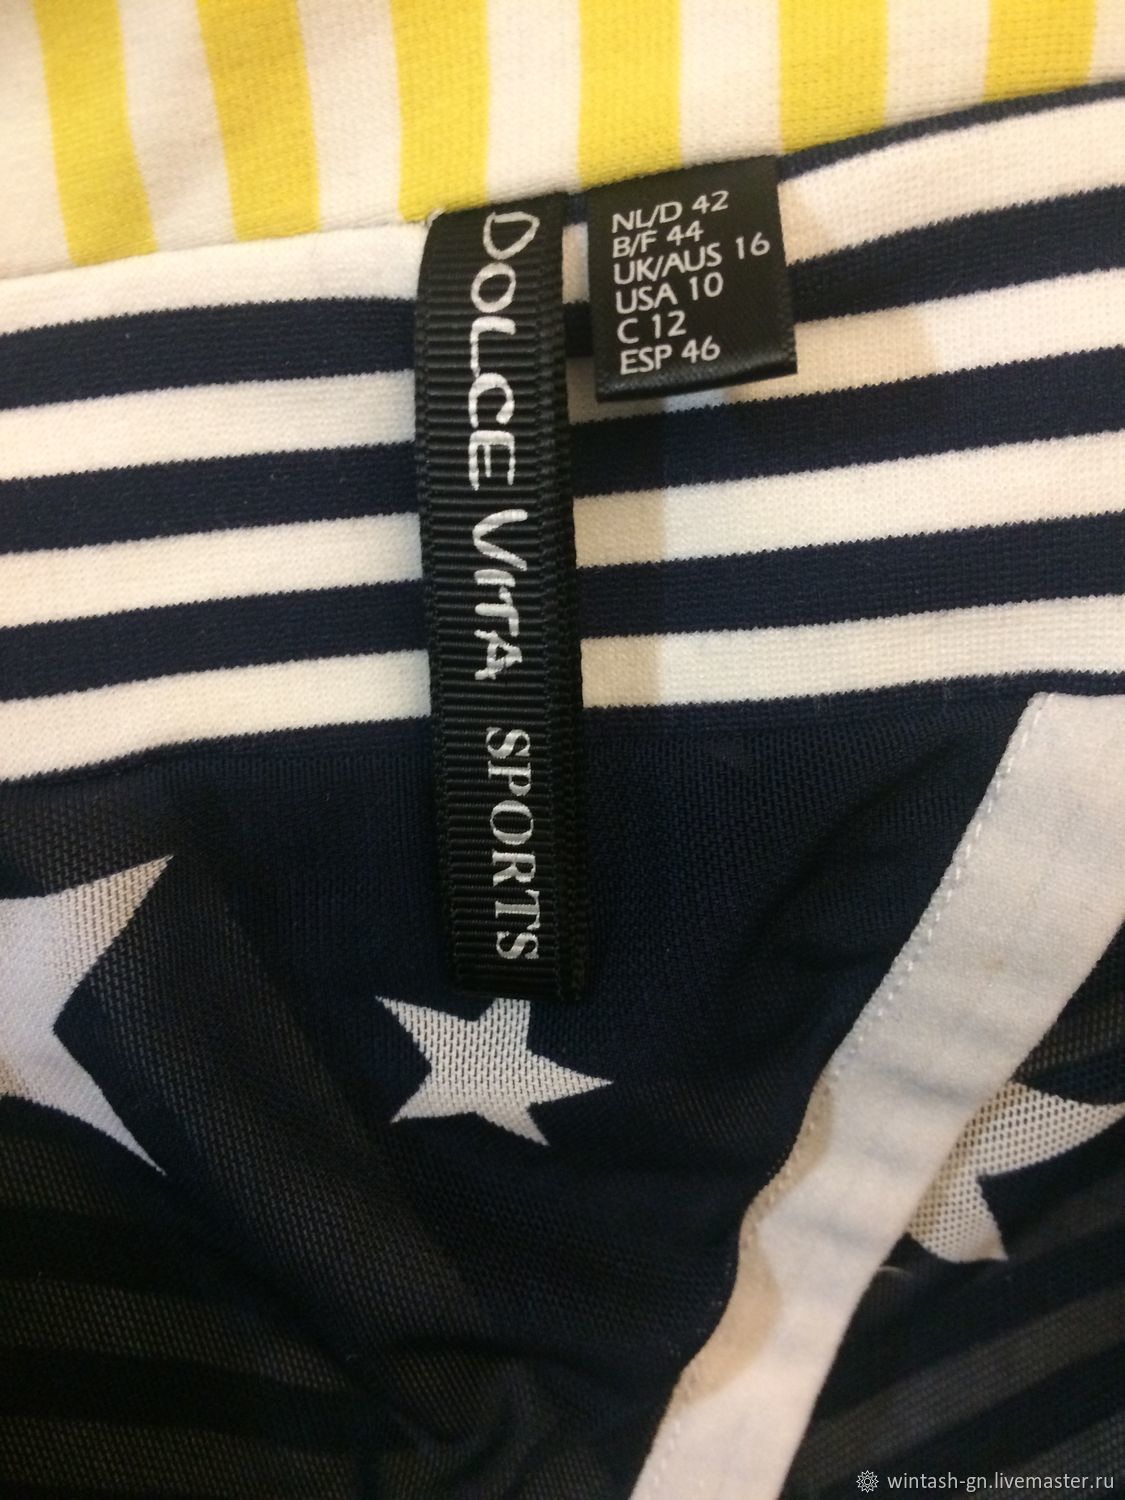 DOLCE VITA SPORTS
NL/D 42
B/F 44
UK/AUS 16
USA 10
C 12
ESP 46
wintash-gn.livemaster.ru